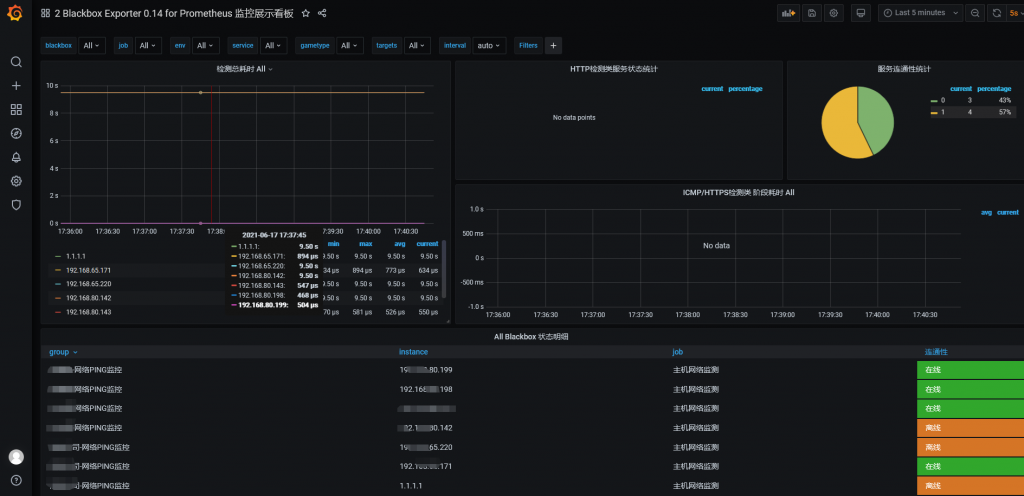 2 Blackbox Exporter 0.14 for Prometheus 监控展示看板
Last 5 minutes
5s
blackbox All job All env All service All gametype All targets All interval auto Filters
检测总耗时 All
10 s
8 s
6 s
4 s
2 s
0 s
17:36:00 17:36:30 17:37:00 17:37:30 17:38: 17:39:30 17:40:00 17:40:30
min max avg current
1.1.1.1 9.50 s 9.50 s 9.50 s 9.50 s
192.168.65.171 34 µs 894 µs 773 µs 634 µs
192.168.65.220 9.50 s 9.50 s 9.50 s 9.50 s
192.168.80.142 9.50 s 9.50 s 9.50 s 9.50 s
192.168.80.143 70 µs 581 µs 526 µs 550 µs
2021-06-17 17:37:45
1.1.1.1: 9.50 s
192.168.65.171: 894 µs
192.168.65.220: 9.50 s
192.168.80.142: 9.50 s
192.168.80.143: 547 µs
192.168.80.198: 468 µs
192.168.80.199: 504 µs
HTTP检测类服务状态统计
current percentage
No data points
服务连通性统计
current percentage
0 3 43%
1 4 57%
ICMP/HTTPS检测类 阶段耗时 All
avg current
1.0 s
500 ms
0 s
-500 ms
-1.0 s
No data
17:36:00 17:36:30 17:37:00 17:37:30 17:38:00 17:38:30 17:39:00 17:39:30 17:40:00 17:40:30
All Blackbox 状态明细
group instance job 连通性
-网络PING监控 19 .80.199 主机网络监测 在线
网络PING监控 192.168 198 主机网络监测 在线
网络PING监控 主机网络监测 在线
-网络PING监控 80.142 主机网络监测 离线
司-网络PING监控 19 65.220 主机网络监测 离线
司-网络PING监控 192. 171 主机网络监测 在线
司-网络PING监控 1.1.1.1 主机网络监测 离线